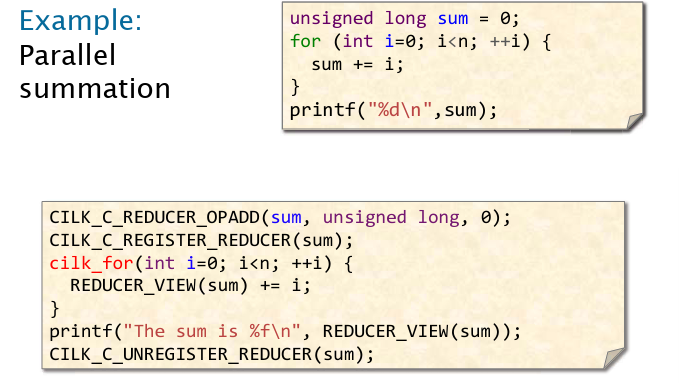 Example:
Parallel
summation
unsigned long sum = 0;
for (int i=0; i<n; ++i) {
  sum += i;
}
printf("%d\n",sum);
CILK_C_REDUCER_OPADD(sum, unsigned long, 0);
CILK_C_REGISTER_REDUCER(sum);
cilk_for(int i=0; i<n; ++i) {
  REDUCER_VIEW(sum) += i;
}
printf("The sum is %f\n", REDUCER_VIEW(sum));
CILK_C_UNREGISTER_REDUCER(sum);